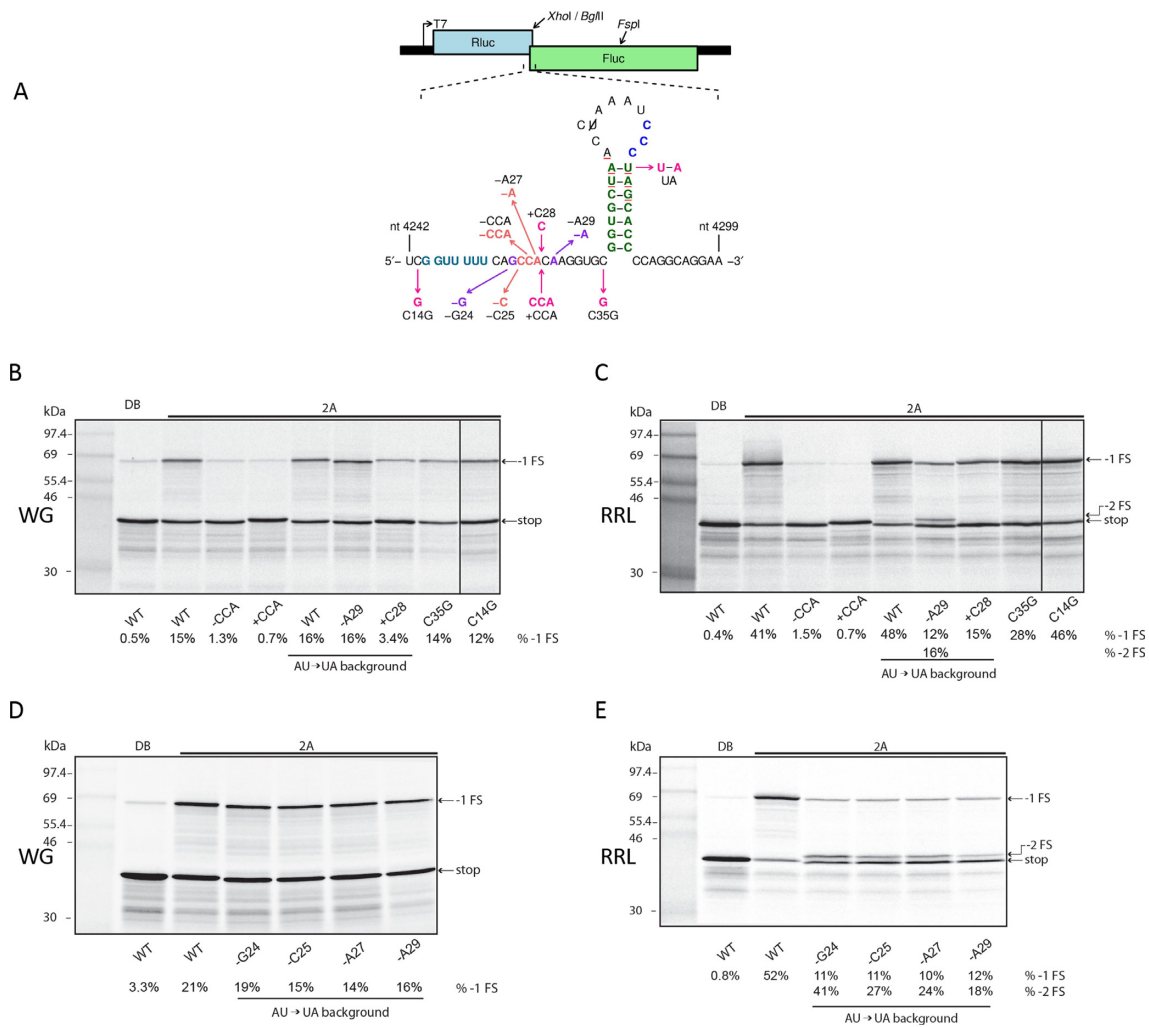 T7
XhoI / BglII
FspI
Rluc
Fluc
A
A A A U
C U C
C C
A C
A–U → U–A
U–A UA
C–G
G–C
U–A
G–C
G–C
–A27
–A
–CCA
–CCA
+C28
C
–A29
–A
nt 4242
nt 4299
5′– UCG GUU UUU CAGCCACAAGGUGC CCAGGCAGGAA –3′
G
C14G
–G
–G24
–C
–C25
CCA
+CCA
G
C35G
B
kDa
DB
2A
97.4–
69 –
55.4–
46 –
30 –
WG
-1 FS
stop
WT WT -CCA +CCA WT -A29 +C28 C35G C14G
0.5% 15% 1.3% 0.7% 16% 16% 3.4% 14% 12% % -1 FS
AU→UA background
C
kDa
DB
2A
97.4–
69 –
55.4–
46 –
30 –
RRL
-1 FS
-2 FS
stop
WT WT -CCA +CCA WT -A29 +C28 C35G C14G
0.4% 41% 1.5% 0.7% 48% 12% 15% 28% 46% % -1 FS
16% % -2 FS
AU → UA background
D
kDa
DB
2A
97.4–
69 –
55.4–
46 –
30 –
WG
-1 FS
stop
WT WT -G24 -C25 -A27 -A29
3.3% 21% 19% 15% 14% 16% % -1 FS
AU→UA background
E
kDa
DB
2A
97.4–
69 –
55.4–
46 –
30 –
RRL
-1 FS
-2 FS
stop
WT WT -G24 -C25 -A27 -A29
0.8% 52% 11% 11% 10% 12% % -1 FS
41% 27% 24% 18% % -2 FS
AU → UA background